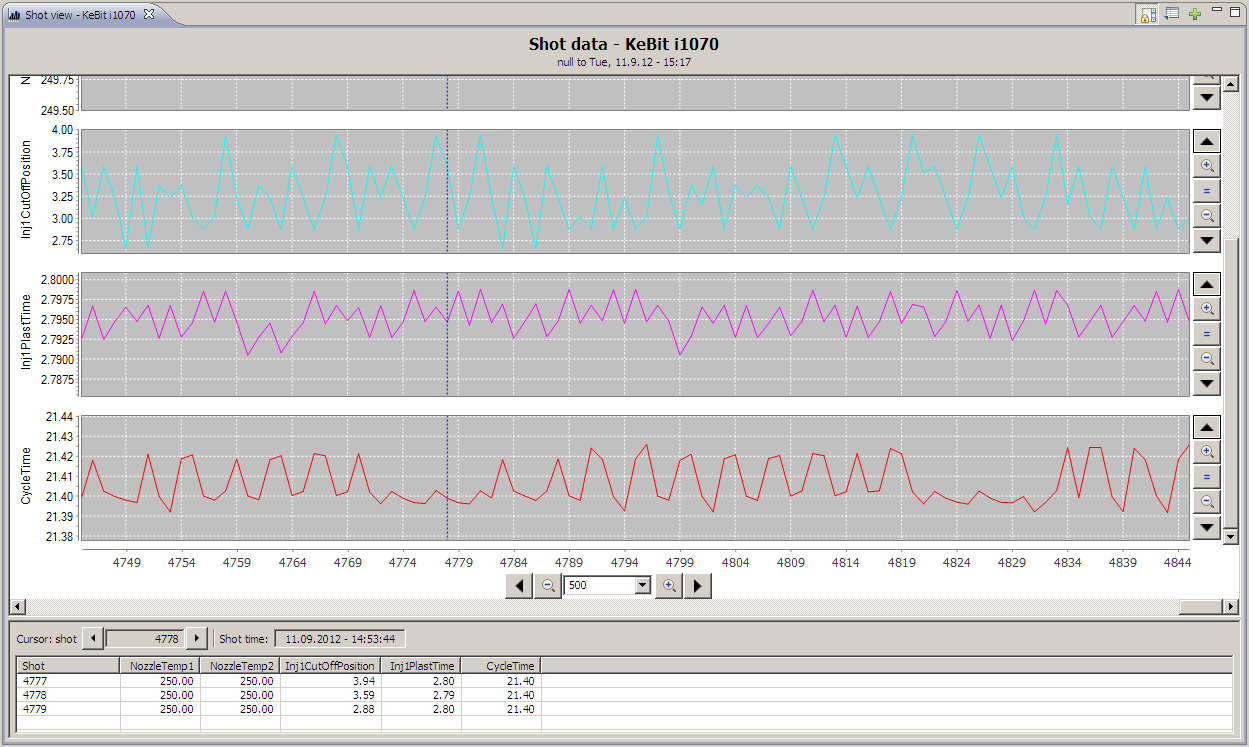 Shot view - KeBit i1070
Shot data - KeBit i1070
null to Tue, 11.9.12 - 15:17
N
249.75
249.50
Inj1CutOffPosition
4.00
3.75
3.50
3.25
3.00
2.75
Inj1PlastTime
2.8000
2.7975
2.7950
2.7925
2.7900
2.7875
CycleTime
21.44
21.43
21.42
21.41
21.40
21.39
21.38
4749 4754 4759 4764 4769 4774 4779 4784 4789 4794 4799 4804 4809 4814 4819 4824 4829 4834 4839 4844
500
Cursor: shot 4778 Shot time: 11.09.2012 - 14:53:44
Shot NozzleTemp1 NozzleTemp2 Inj1CutOffPosition Inj1PlastTime CycleTime
4777 250.00 250.00 3.94 2.80 21.40
4778 250.00 250.00 3.59 2.79 21.40
4779 250.00 250.00 2.88 2.80 21.40